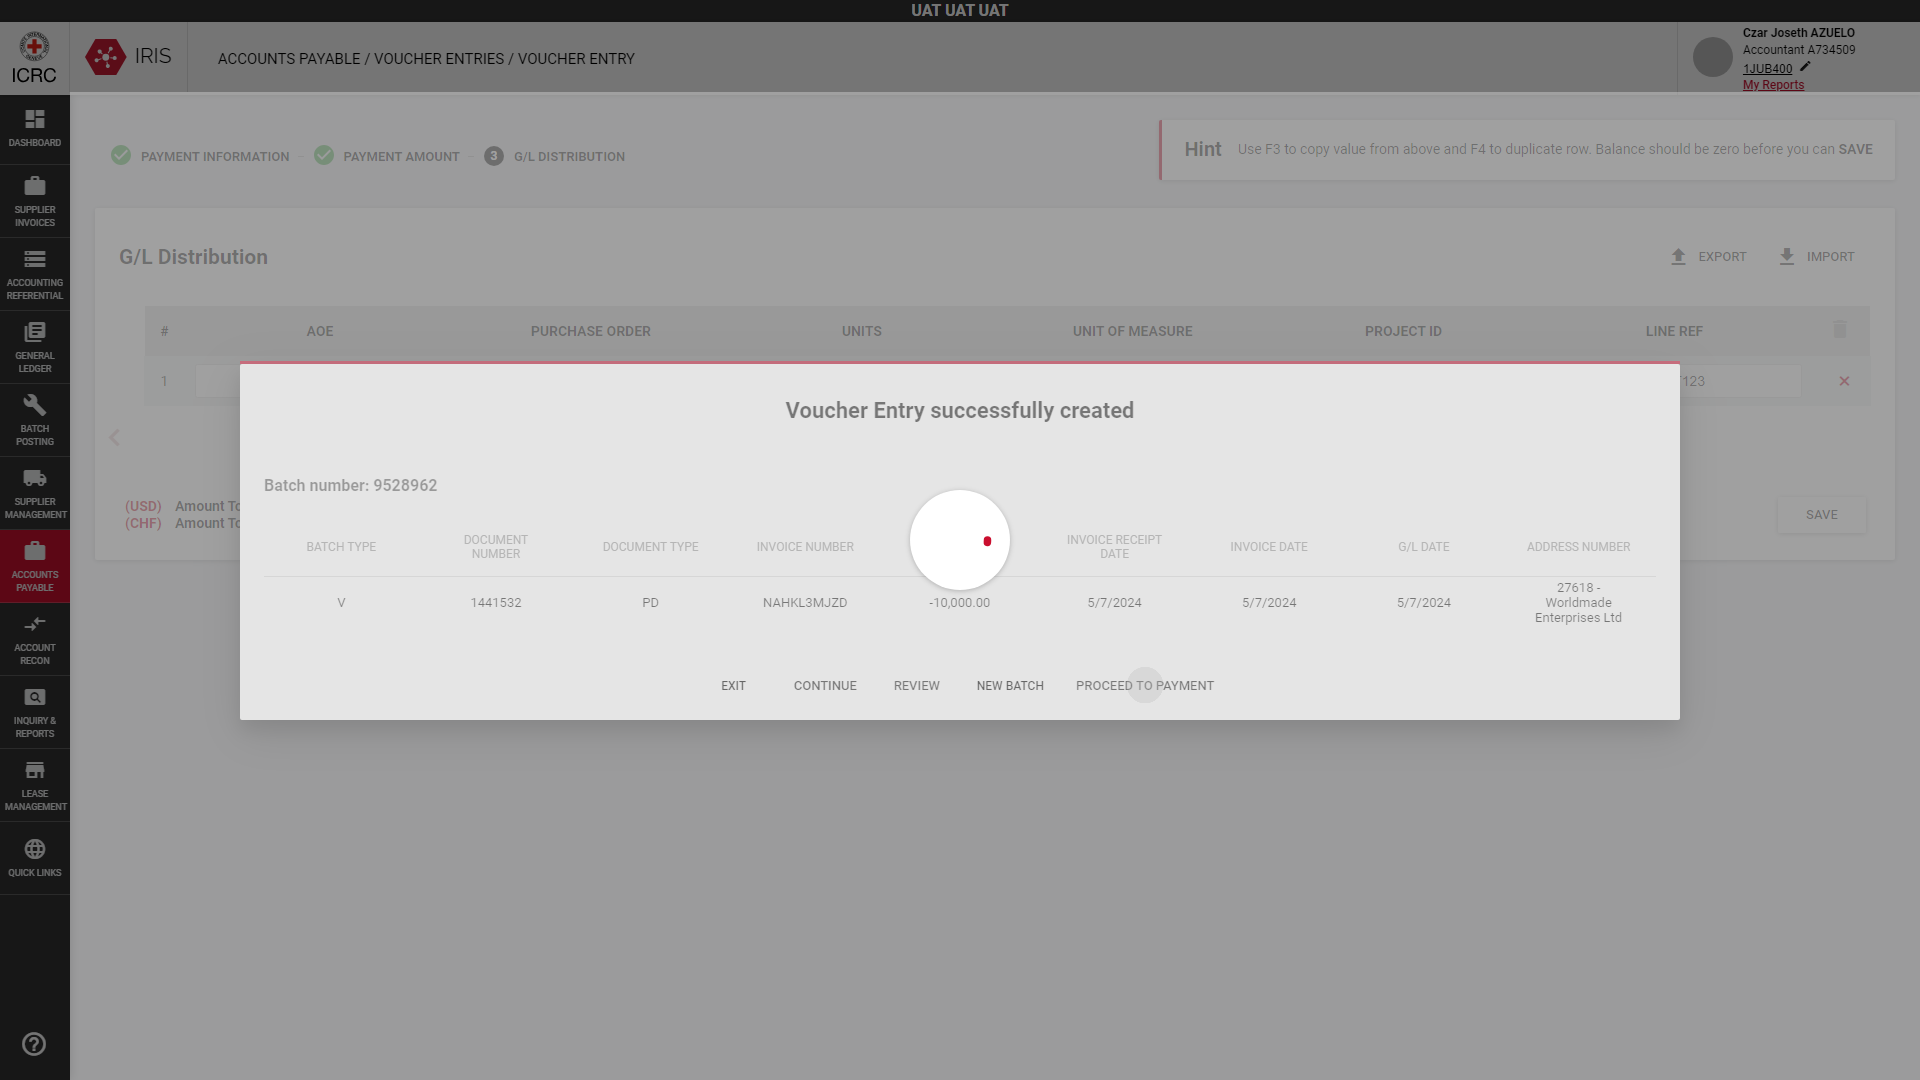 UAT UAT UAT
ICRC
IRIS
ACCOUNTS PAYABLE / VOUCHER ENTRIES / VOUCHER ENTRY
Czar Joseth AZUELO
Accountant A734509
1JUB400
My Reports
DASHBOARD
SUPPLIER INVOICES
ACCOUNTING REFERENTIAL
GENERAL LEDGER
BATCH POSTING
SUPPLIER MANAGEMENT
ACCOUNTS PAYABLE
ACCOUNT RECON
INQUIRY & REPORTS
LEASE MANAGEMENT
QUICK LINKS
PAYMENT INFORMATION
PAYMENT AMOUNT
3 G/L DISTRIBUTION
Hint Use F3 to copy value from above and F4 to duplicate row. Balance should be zero before you can SAVE
G/L Distribution
EXPORT
IMPORT
# AOE PURCHASE ORDER UNITS UNIT OF MEASURE PROJECT ID LINE REF
1 123
(USD) Amount To
(CHF) Amount To
SAVE
Voucher Entry successfully created
Batch number: 9528962
BATCH TYPE DOCUMENT NUMBER DOCUMENT TYPE INVOICE NUMBER INVOICE RECEIPT DATE INVOICE DATE G/L DATE ADDRESS NUMBER
V 1441532 PD NAHKL3MJZD -10,000.00 5/7/2024 5/7/2024 5/7/2024 27618 - Worldmade Enterprises Ltd
EXIT CONTINUE REVIEW NEW BATCH PROCEED TO PAYMENT